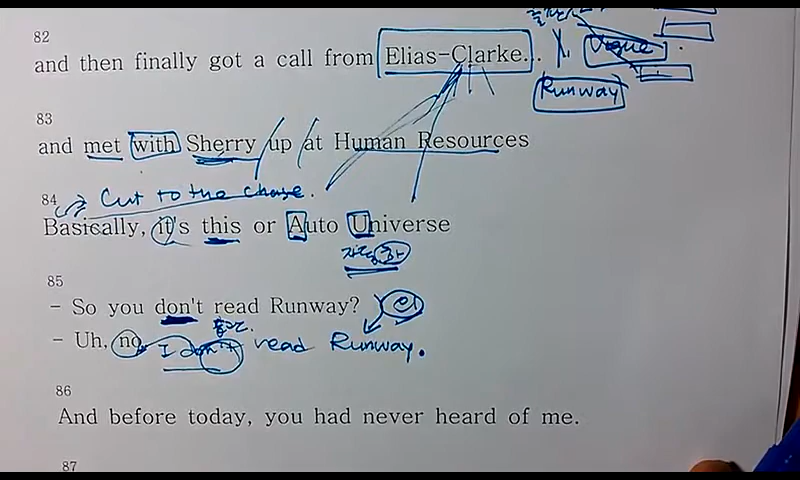 82
and then finally got a call from Elias-Clarke...
Vogue
Runway
83
and met with Sherry up at Human Resources
84 Cut to the chase.
Basically, it's this or Auto Universe
85
- So you don't read Runway?
- Uh, no I don't read Runway.
86
And before today, you had never heard of me.
87